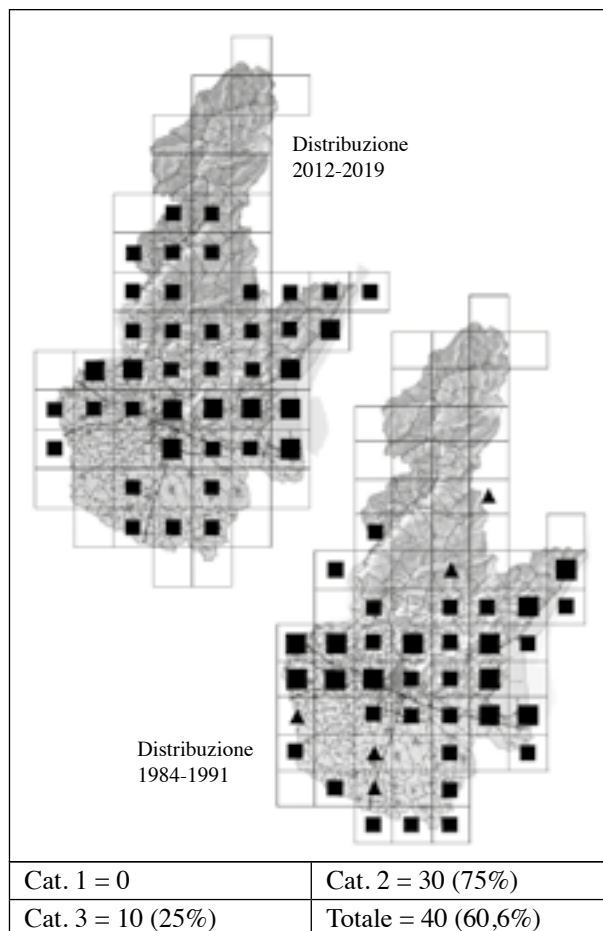 Distribuzione
2012-2019
Distribuzione
1984-1991
Cat. 1 = 0
Cat. 2 = 30 (75%)
Cat. 3 = 10 (25%)
Totale = 40 (60,6%)